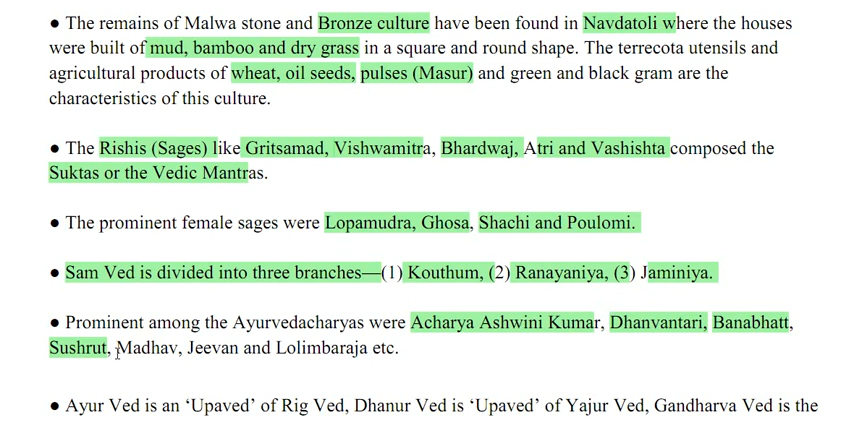 ● The remains of Malwa stone and Bronze culture have been found in Navdatoli where the houses
were built of mud, bamboo and dry grass in a square and round shape. The terrecota utensils and
agricultural products of wheat, oil seeds, pulses (Masur) and green and black gram are the
characteristics of this culture.
● The Rishis (Sages) like Gritsamad, Vishwamitra, Bhardwaj, Atri and Vashishta composed the
Suktas or the Vedic Mantras.
● The prominent female sages were Lopamudra, Ghosa, Shachi and Poulomi.
● Sam Ved is divided into three branches—(1) Kouthum, (2) Ranayaniya, (3) Jaminiya.
● Prominent among the Ayurvedacharyas were Acharya Ashwini Kumar, Dhanvantari, Banabhatt,
Sushrut, Madhav, Jeevan and Lolimbaraja etc.
● Ayur Ved is an ‘Upaved’ of Rig Ved, Dhanur Ved is ‘Upaved’ of Yajur Ved, Gandharva Ved is the